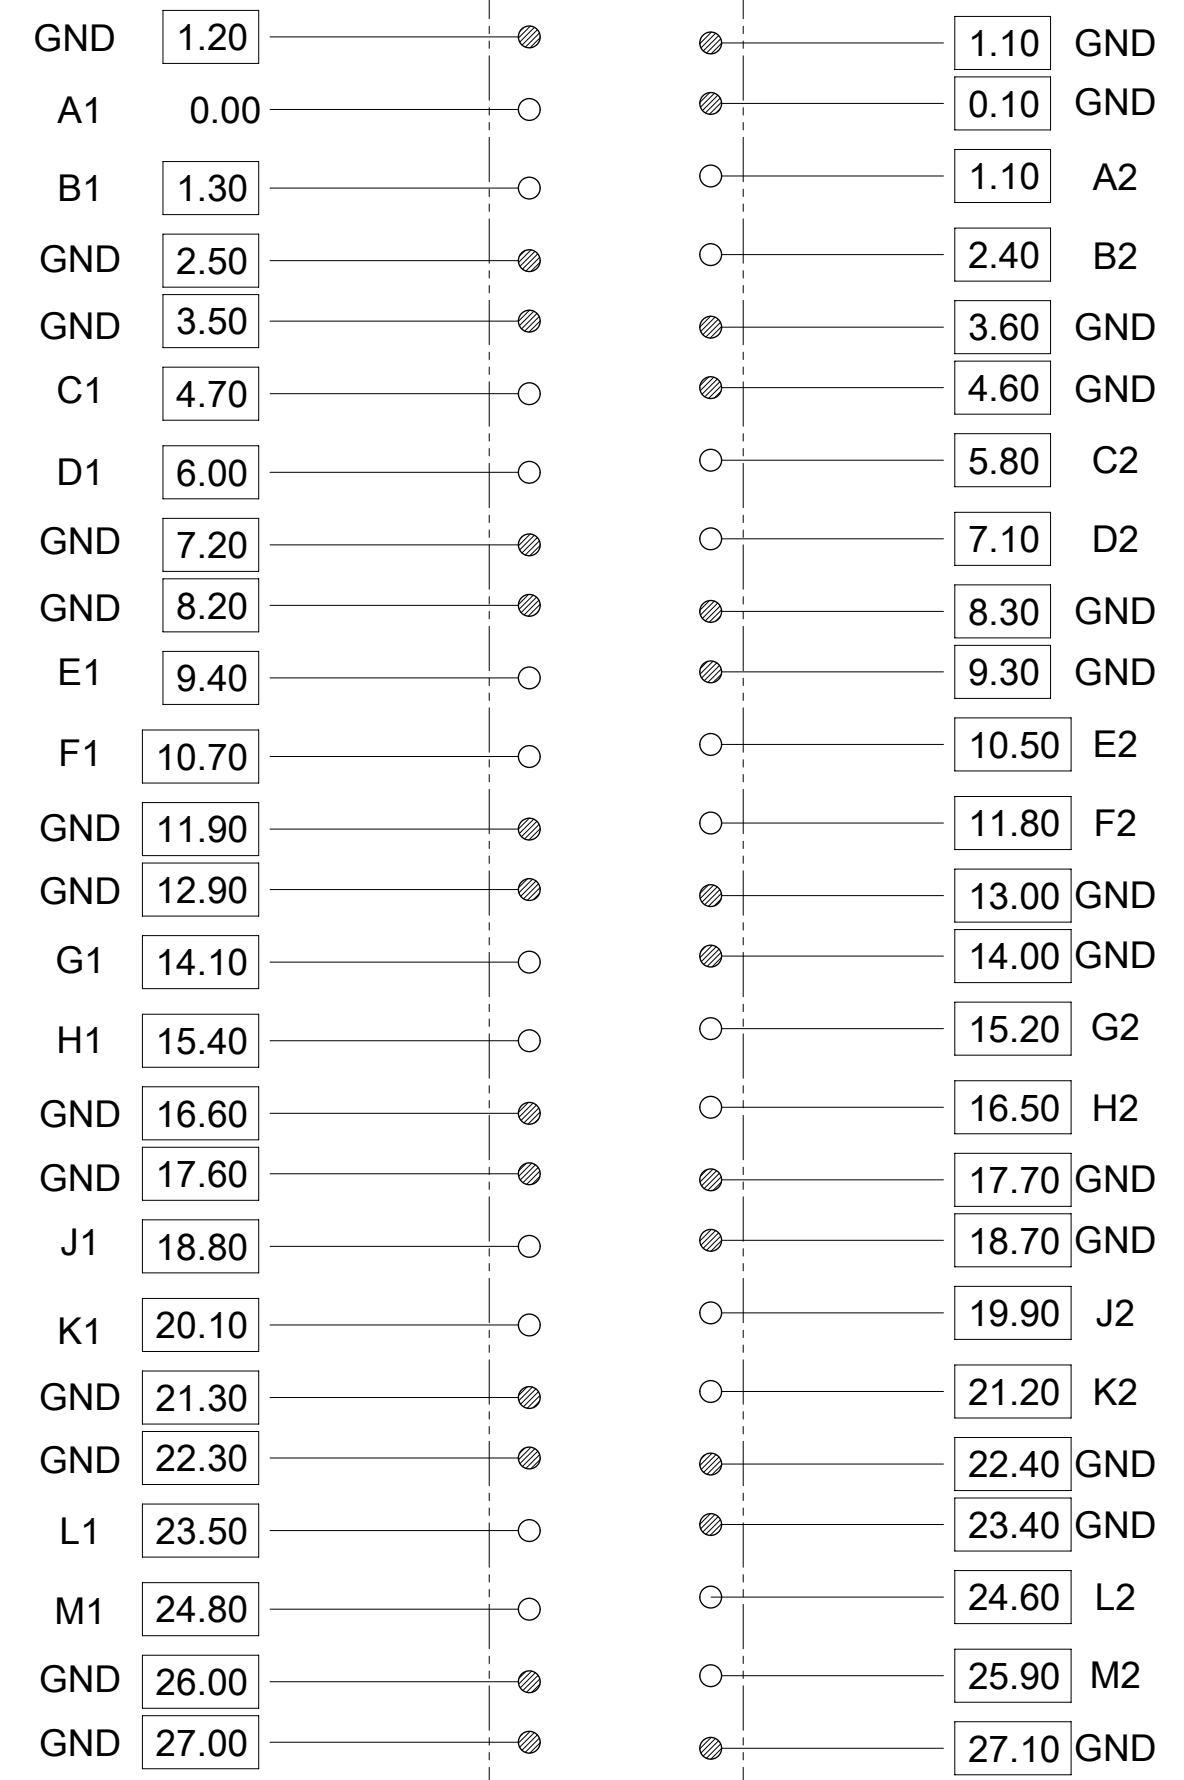 GND 1.20 1.10 GND
A1 0.00 0.10 GND
B1 1.30 1.10 A2
GND 2.50 2.40 B2
GND 3.50 3.60 GND
C1 4.70 4.60 GND
D1 6.00 5.80 C2
GND 7.20 7.10 D2
GND 8.20 8.30 GND
E1 9.40 9.30 GND
F1 10.70 10.50 E2
GND 11.90 11.80 F2
GND 12.90 13.00 GND
G1 14.10 14.00 GND
H1 15.40 15.20 G2
GND 16.60 16.50 H2
GND 17.60 17.70 GND
J1 18.80 18.70 GND
K1 20.10 19.90 J2
GND 21.30 21.20 K2
GND 22.30 22.40 GND
L1 23.50 23.40 GND
M1 24.80 24.60 L2
GND 26.00 25.90 M2
GND 27.00 27.10 GND